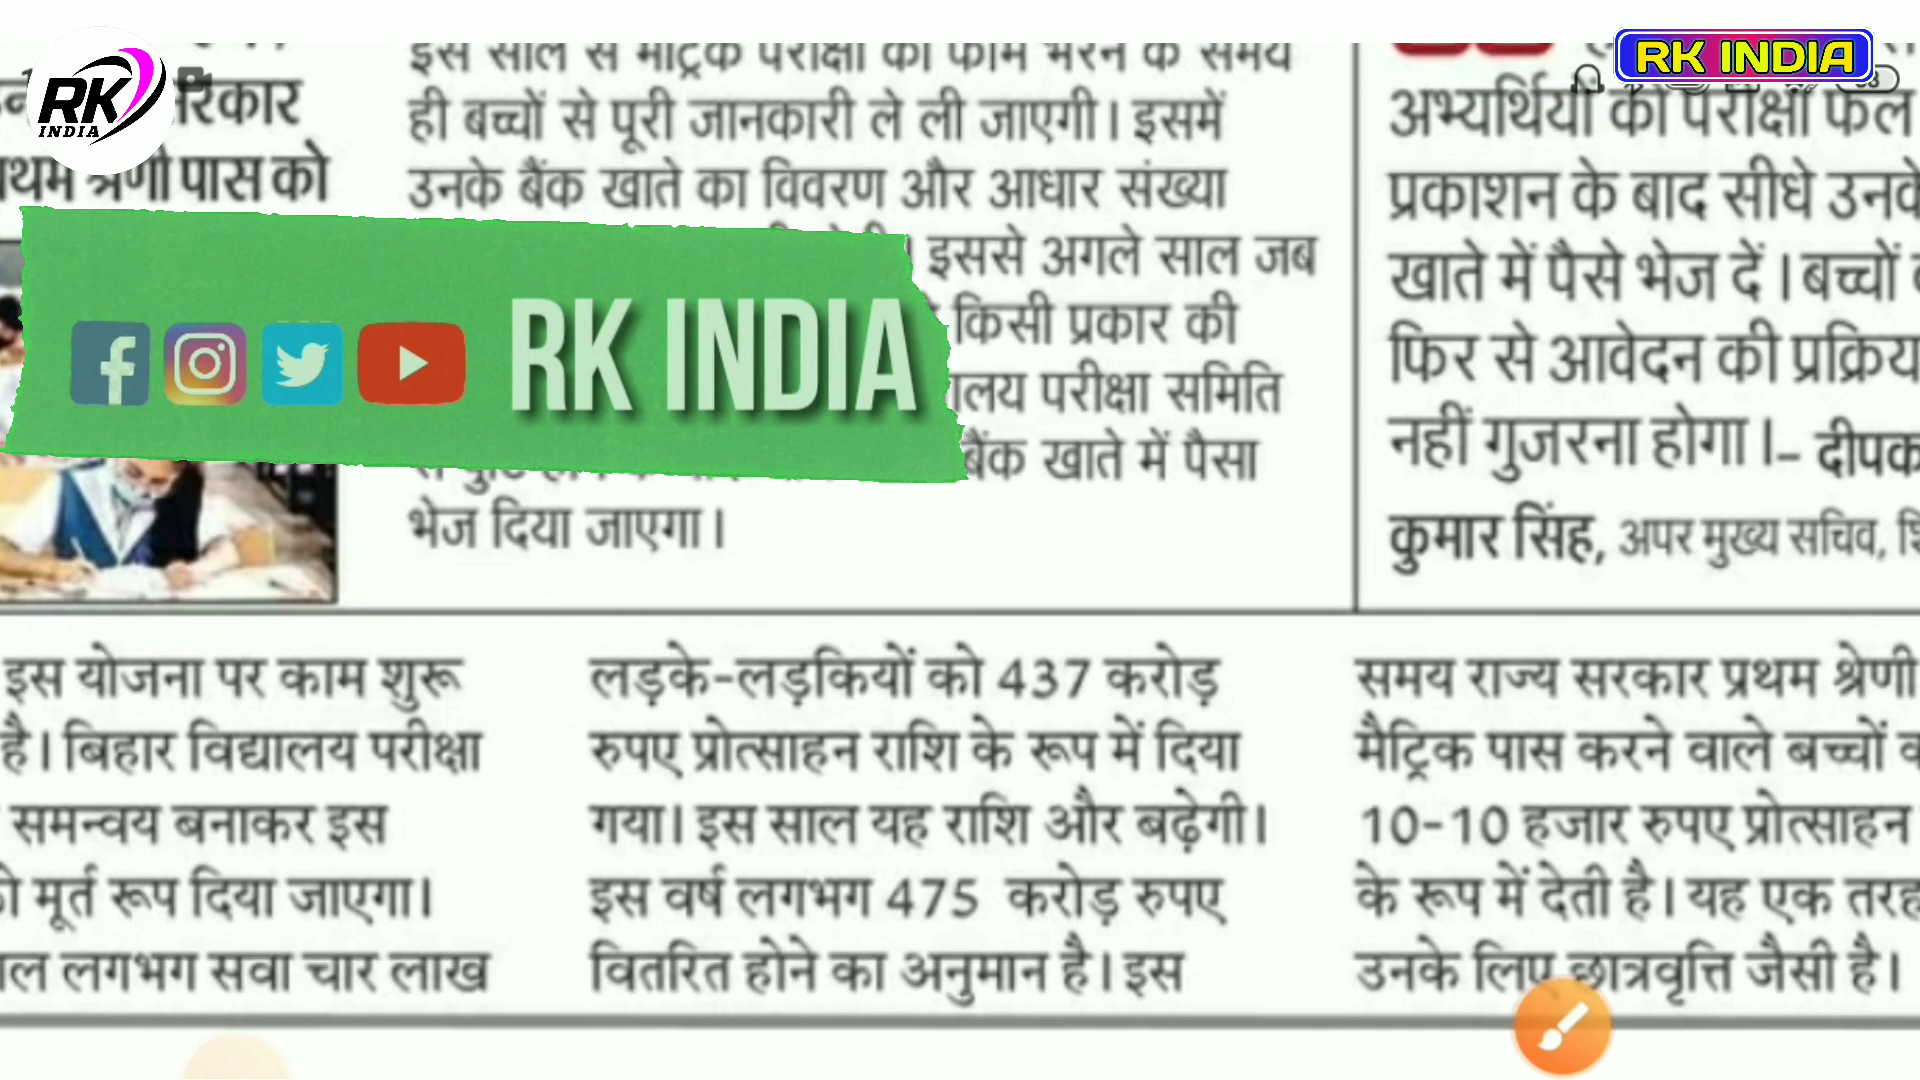 RK
INDIA
RK INDIA
रकार
पास को
इस साल से मैट्रिक परीक्षा का फॉर्म भरने के समय
ही बच्चों से पूरी जानकारी ले ली जाएगी। इसमें
उनके बैंक खाते का विवरण और आधार संख्या
इससे अगले साल जब
किसी प्रकार की
परीक्षा समिति
बैंक खाते में पैसा
भेज दिया जाएगा।
RK INDIA
अभ्यर्थियों की परीक्षा फल
प्रकाशन के बाद सीधे उनके
खाते में पैसे भेज दें। बच्चों
फिर से आवेदन की प्रक्रिय
नहीं गुजरना होगा।- दीपक
कुमार सिंह, अपर मुख्य सचिव,
इस योजना पर काम शुरू
है। बिहार विद्यालय परीक्षा
समन्वय बनाकर इस
मूर्त रूप दिया जाएगा।
लगभग सवा चार लाख
लड़के-लड़कियों को 437 करोड़
रुपए प्रोत्साहन राशि के रूप में दिया
गया। इस साल यह राशि और बढ़ेगी।
इस वर्ष लगभग 475 करोड़ रुपए
वितरित होने का अनुमान है। इस
समय राज्य सरकार प्रथम श्रेणी
मैट्रिक पास करने वाले बच्चों
10-10 हजार रुपए प्रोत्साहन
के रूप में देती है। यह एक तरह
उनके लिए छात्रवृत्ति जैसी है।